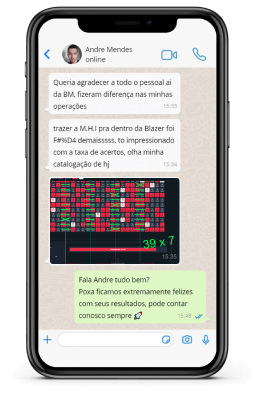 Andre Mendes
online
Queria agradecer a todo o pessoal ai
da BM, fizeram diferença nas minhas
operações
15:33
trazer a M.H.I pra dentro da Blazer foi
F#%D4 demaisssss, to impressionado
com a taxa de acertos, olha minha
catalogação de hj
15:34
39 x 7
15:35
Fala Andre tudo bem?
Poxa ficamos extremamente felizes
com seus resultados, pode contar
conosco sempre 🚀
15:48